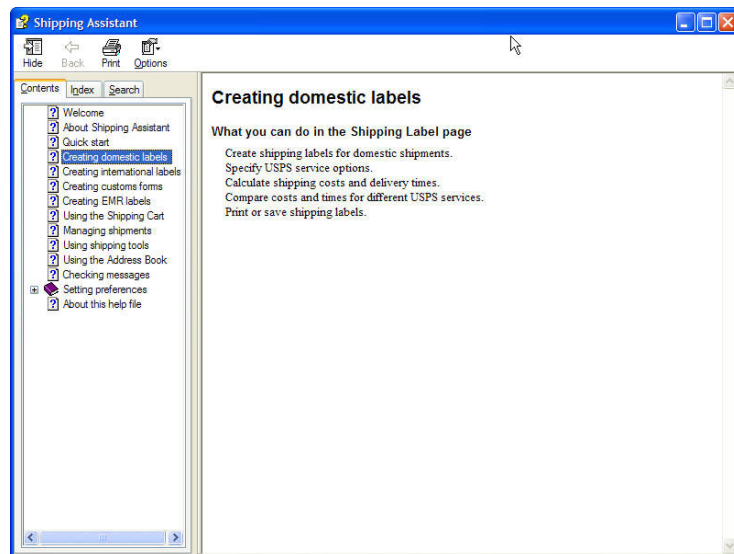 Shipping Assistant
Hide Back Print Options
Contents Index Search
Welcome
About Shipping Assistant
Quick start
Creating domestic labels
Creating international labels
Creating customs forms
Creating EMR labels
Using the Shipping Cart
Managing shipments
Using shipping tools
Using the Address Book
Checking messages
Setting preferences
About this help file
Creating domestic labels
What you can do in the Shipping Label page
Create shipping labels for domestic shipments.
Specify USPS service options.
Calculate shipping costs and delivery times.
Compare costs and times for different USPS services.
Print or save shipping labels.